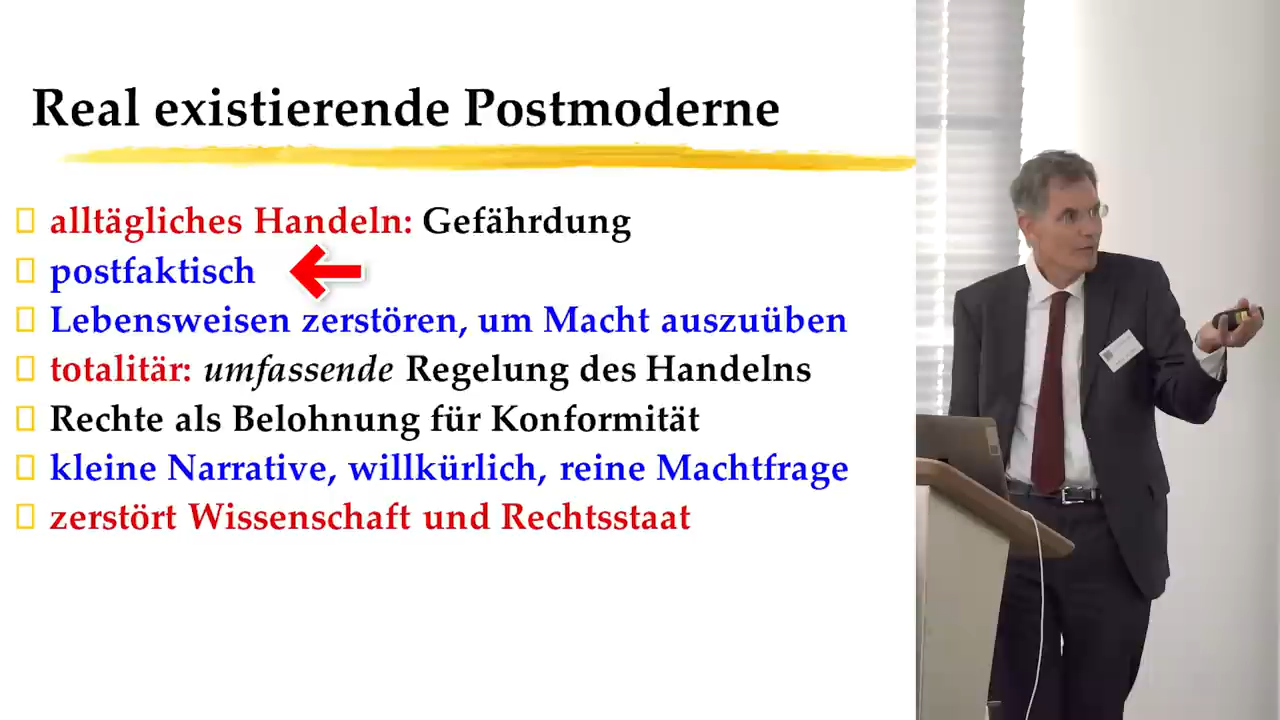 Real existierende Postmoderne
alltägliches Handeln: Gefährdung
postfaktisch
Lebensweisen zerstören, um Macht auszuüben
totalitär: umfassende Regelung des Handelns
Rechte als Belohnung für Konformität
kleine Narrative, willkürlich, reine Machtfrage
zerstört Wissenschaft und Rechtsstaat